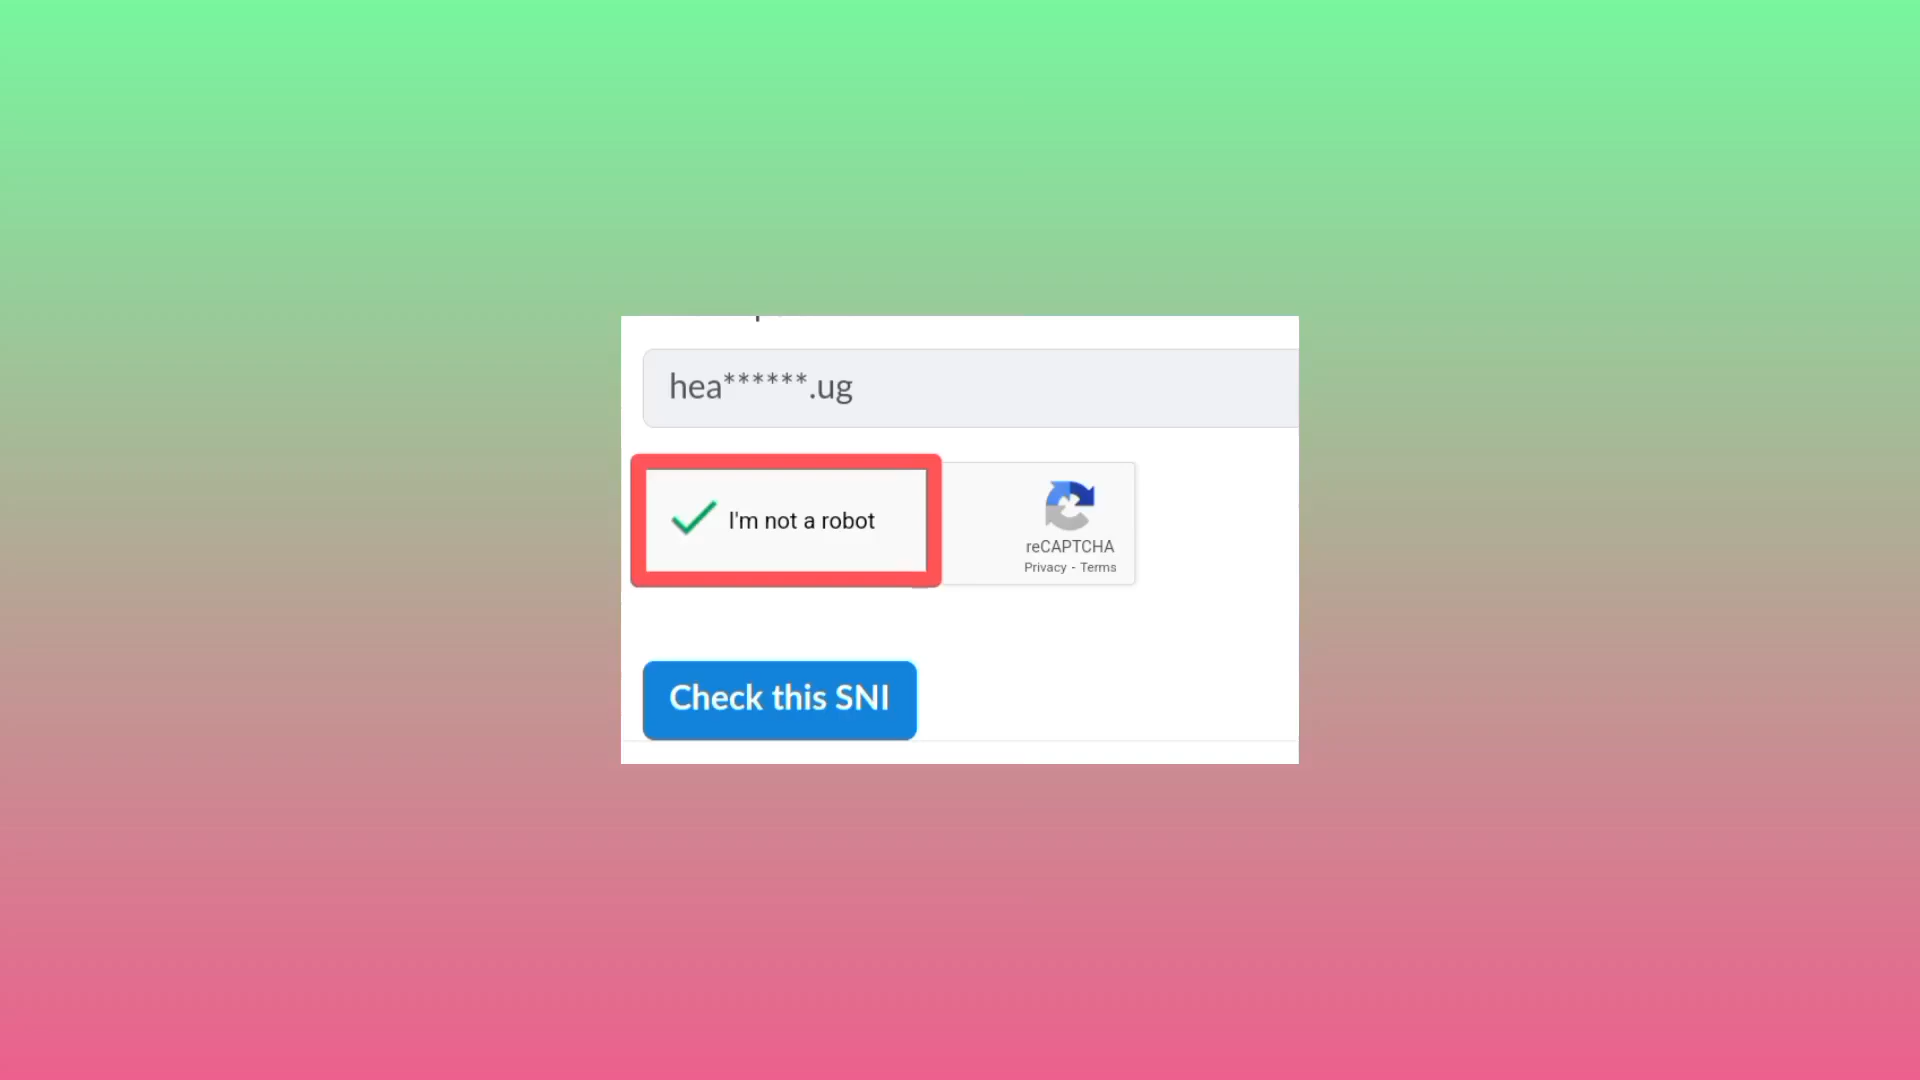 hea******.ug
I'm not a robot
reCAPTCHA
Privacy - Terms
Check this SNI